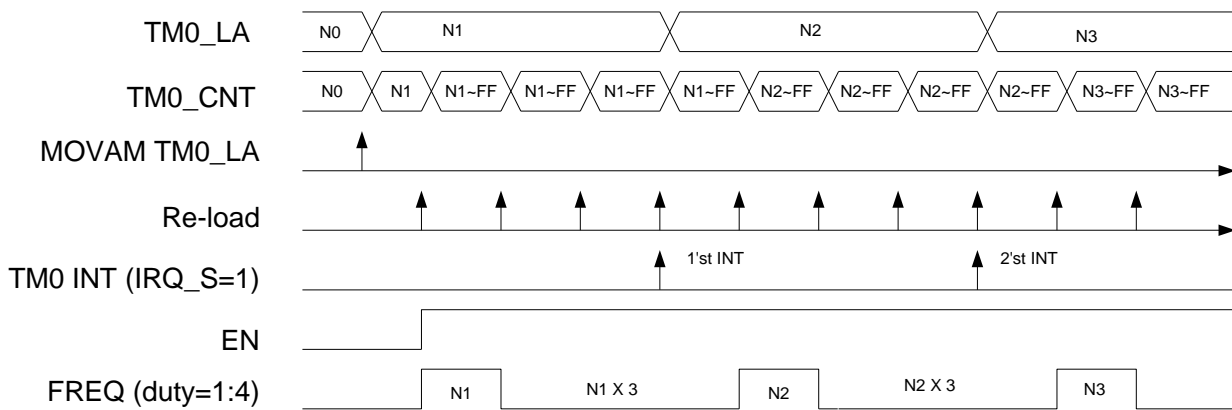 TM0_LA N0 N1 N2 N3
TM0_CNT N0 N1 N1~FF N1~FF N1~FF N1~FF N2~FF N2~FF N2~FF N2~FF N3~FF N3~FF
MOVAM TM0_LA
Re-load
TM0 INT (IRQ_S=1) 1'st INT 2'st INT
EN
FREQ (duty=1:4) N1 N1 X 3 N2 N2 X 3 N3